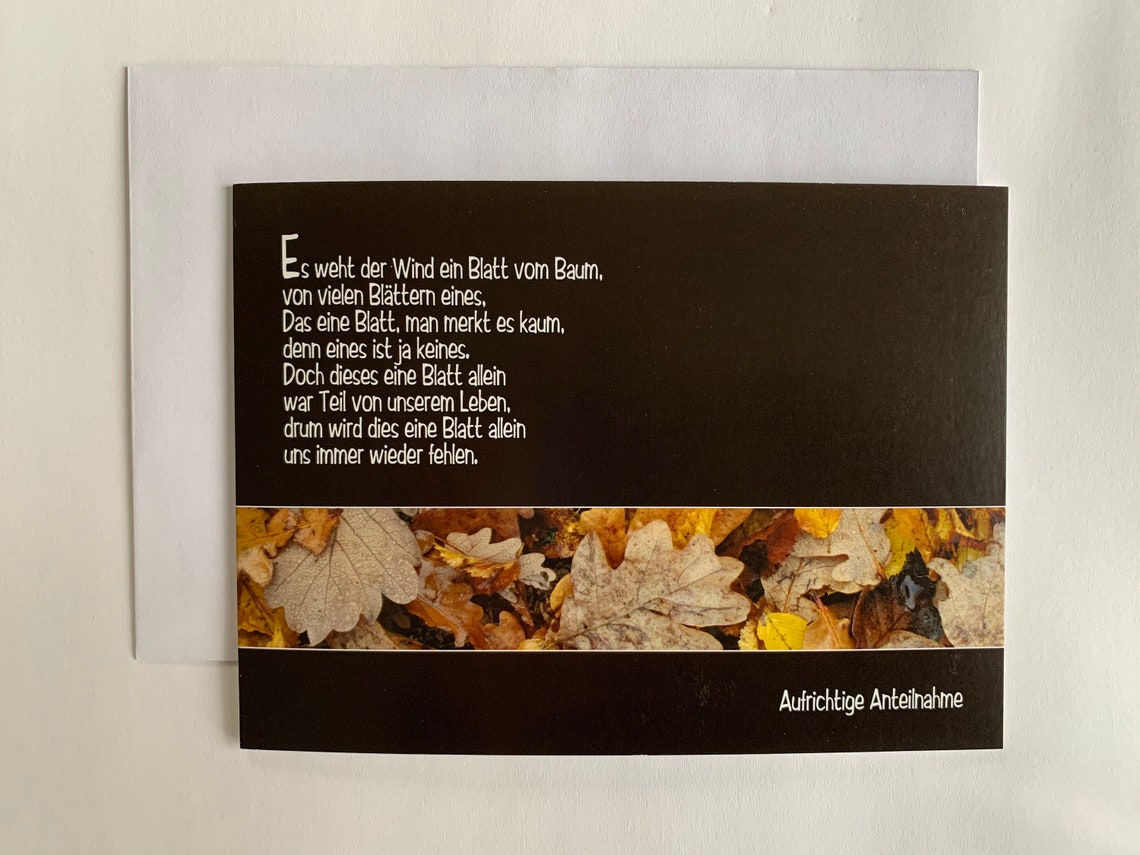 Es weht der Wind ein Blatt vom Baum,
von vielen Blättern eines,
Das eine Blatt, man merkt es kaum,
denn eines ist ja keines.
Doch dieses eine Blatt allein
war Teil von unserem Leben,
drum wird dies eine Blatt allein
uns immer wieder fehlen.
Aufrichtige Anteilnahme